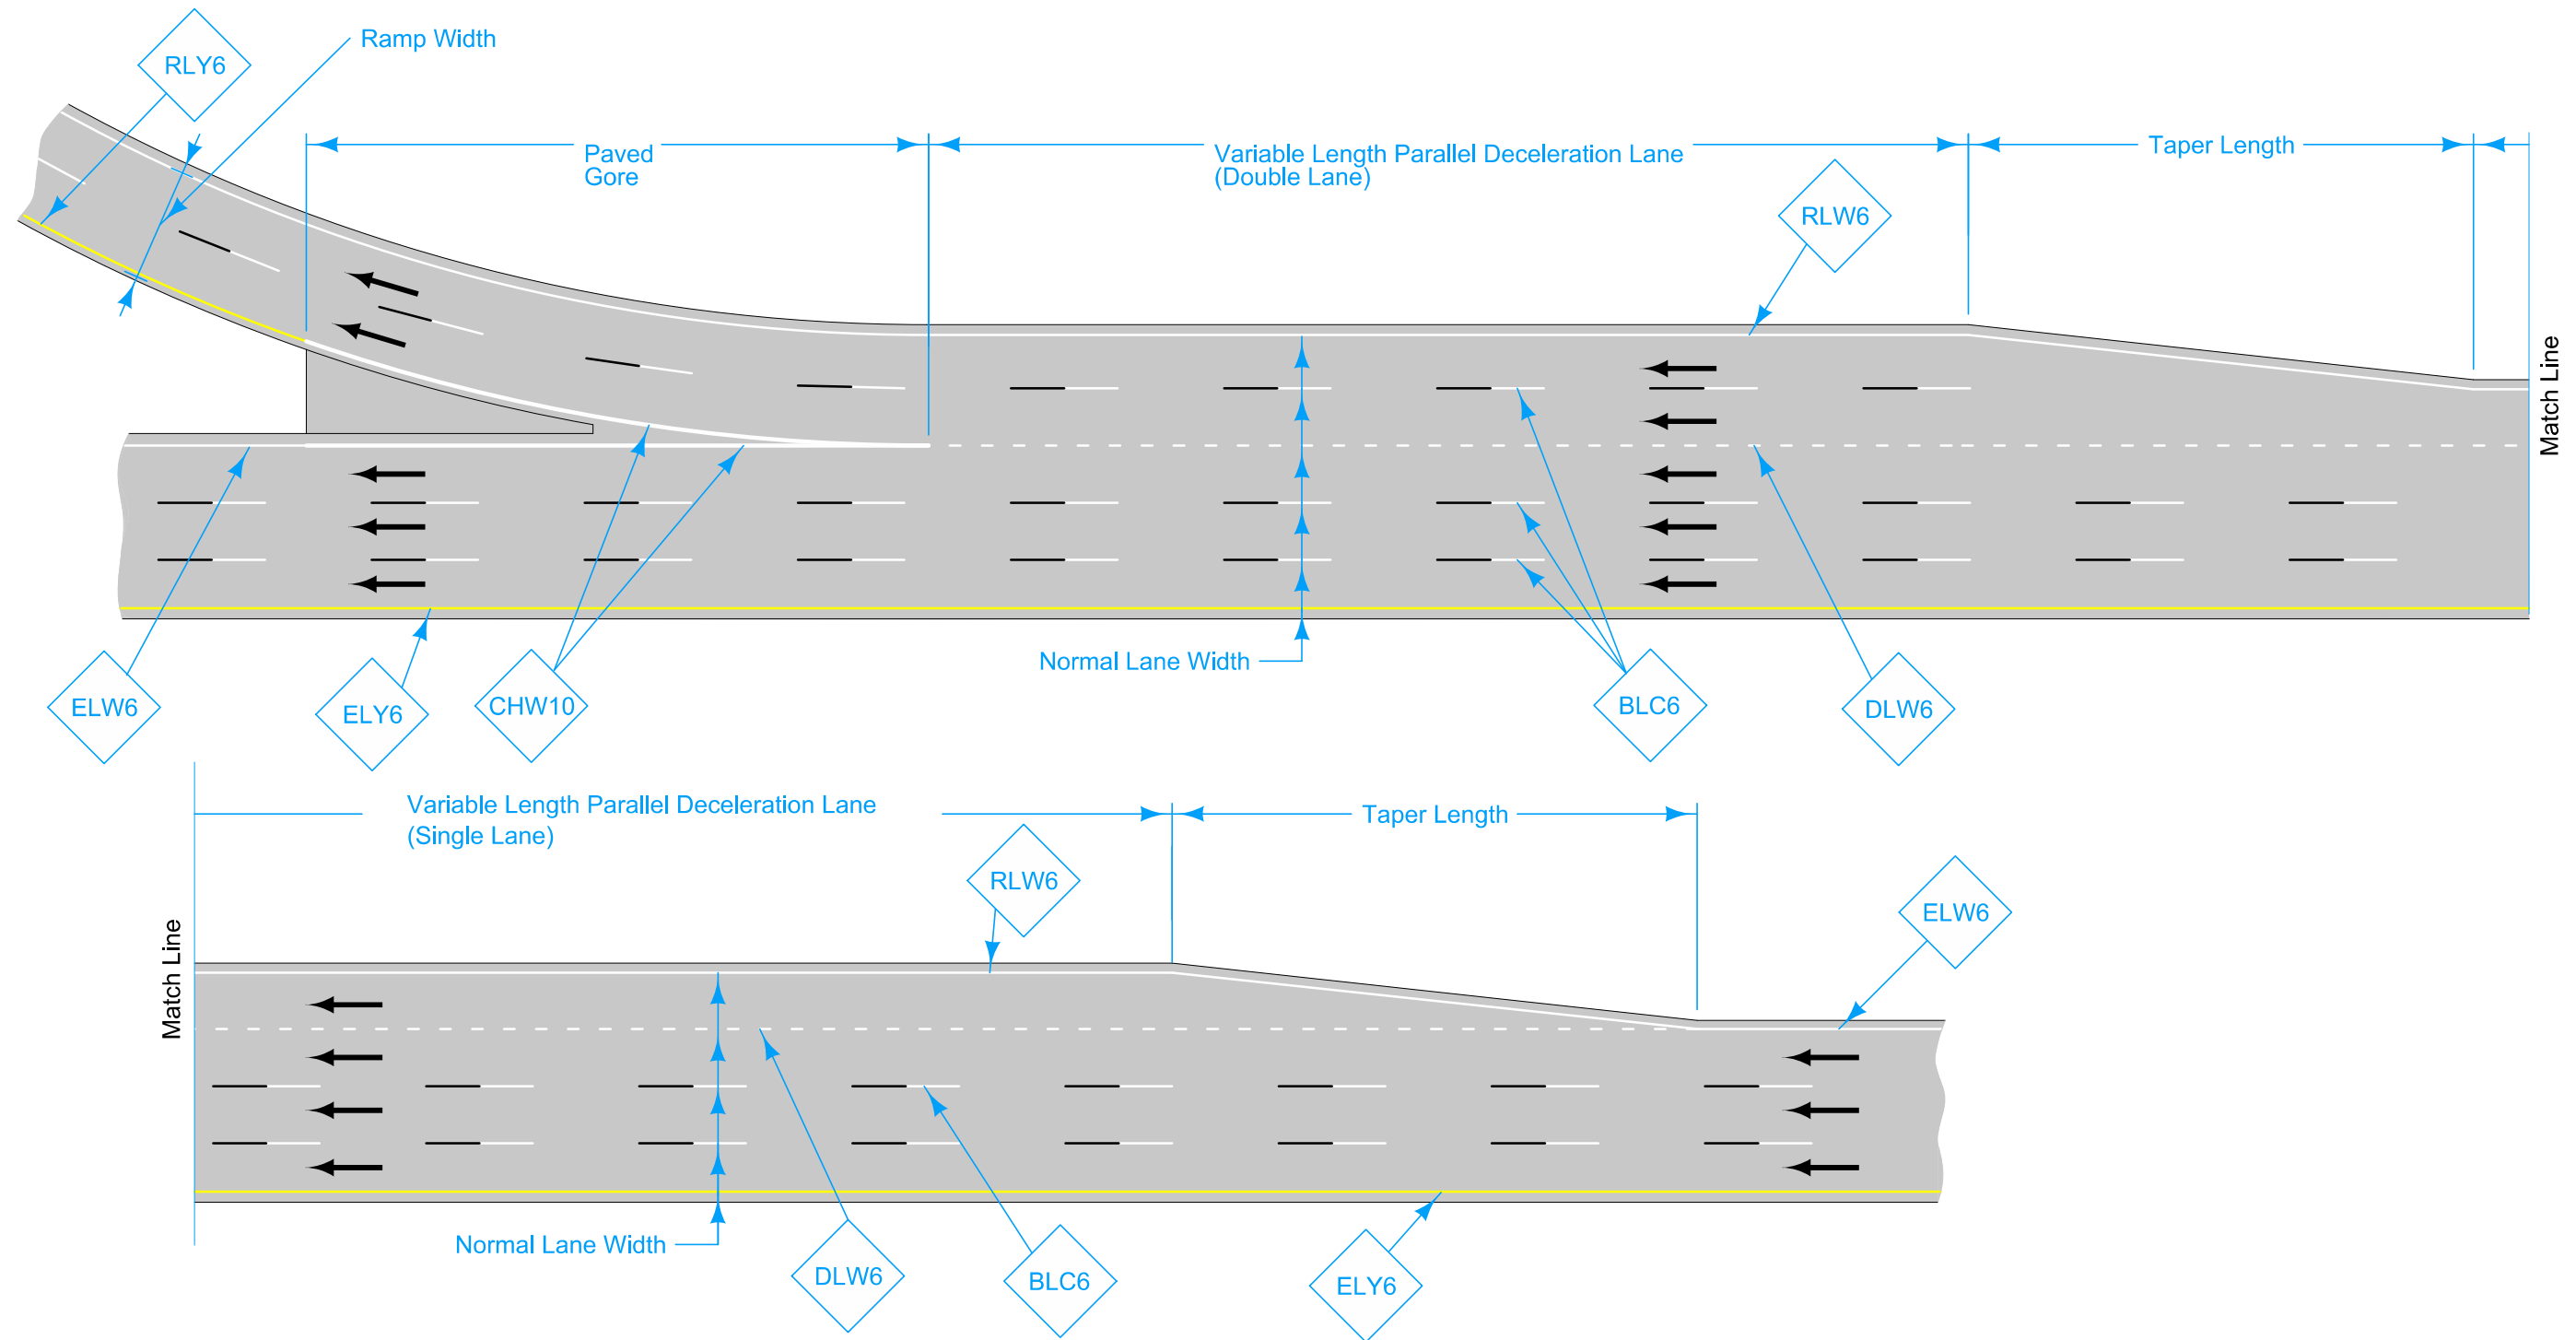 RLY6
Ramp Width
Paved
Gore
Variable Length Parallel Deceleration Lane
(Double Lane)
Taper Length
RLW6
Match Line
Normal Lane Width
ELW6
ELY6
CHW10
BLC6
DLW6
Variable Length Parallel Deceleration Lane
(Single Lane)
Taper Length
RLW6
ELW6
Match Line
Normal Lane Width
DLW6
BLC6
ELY6